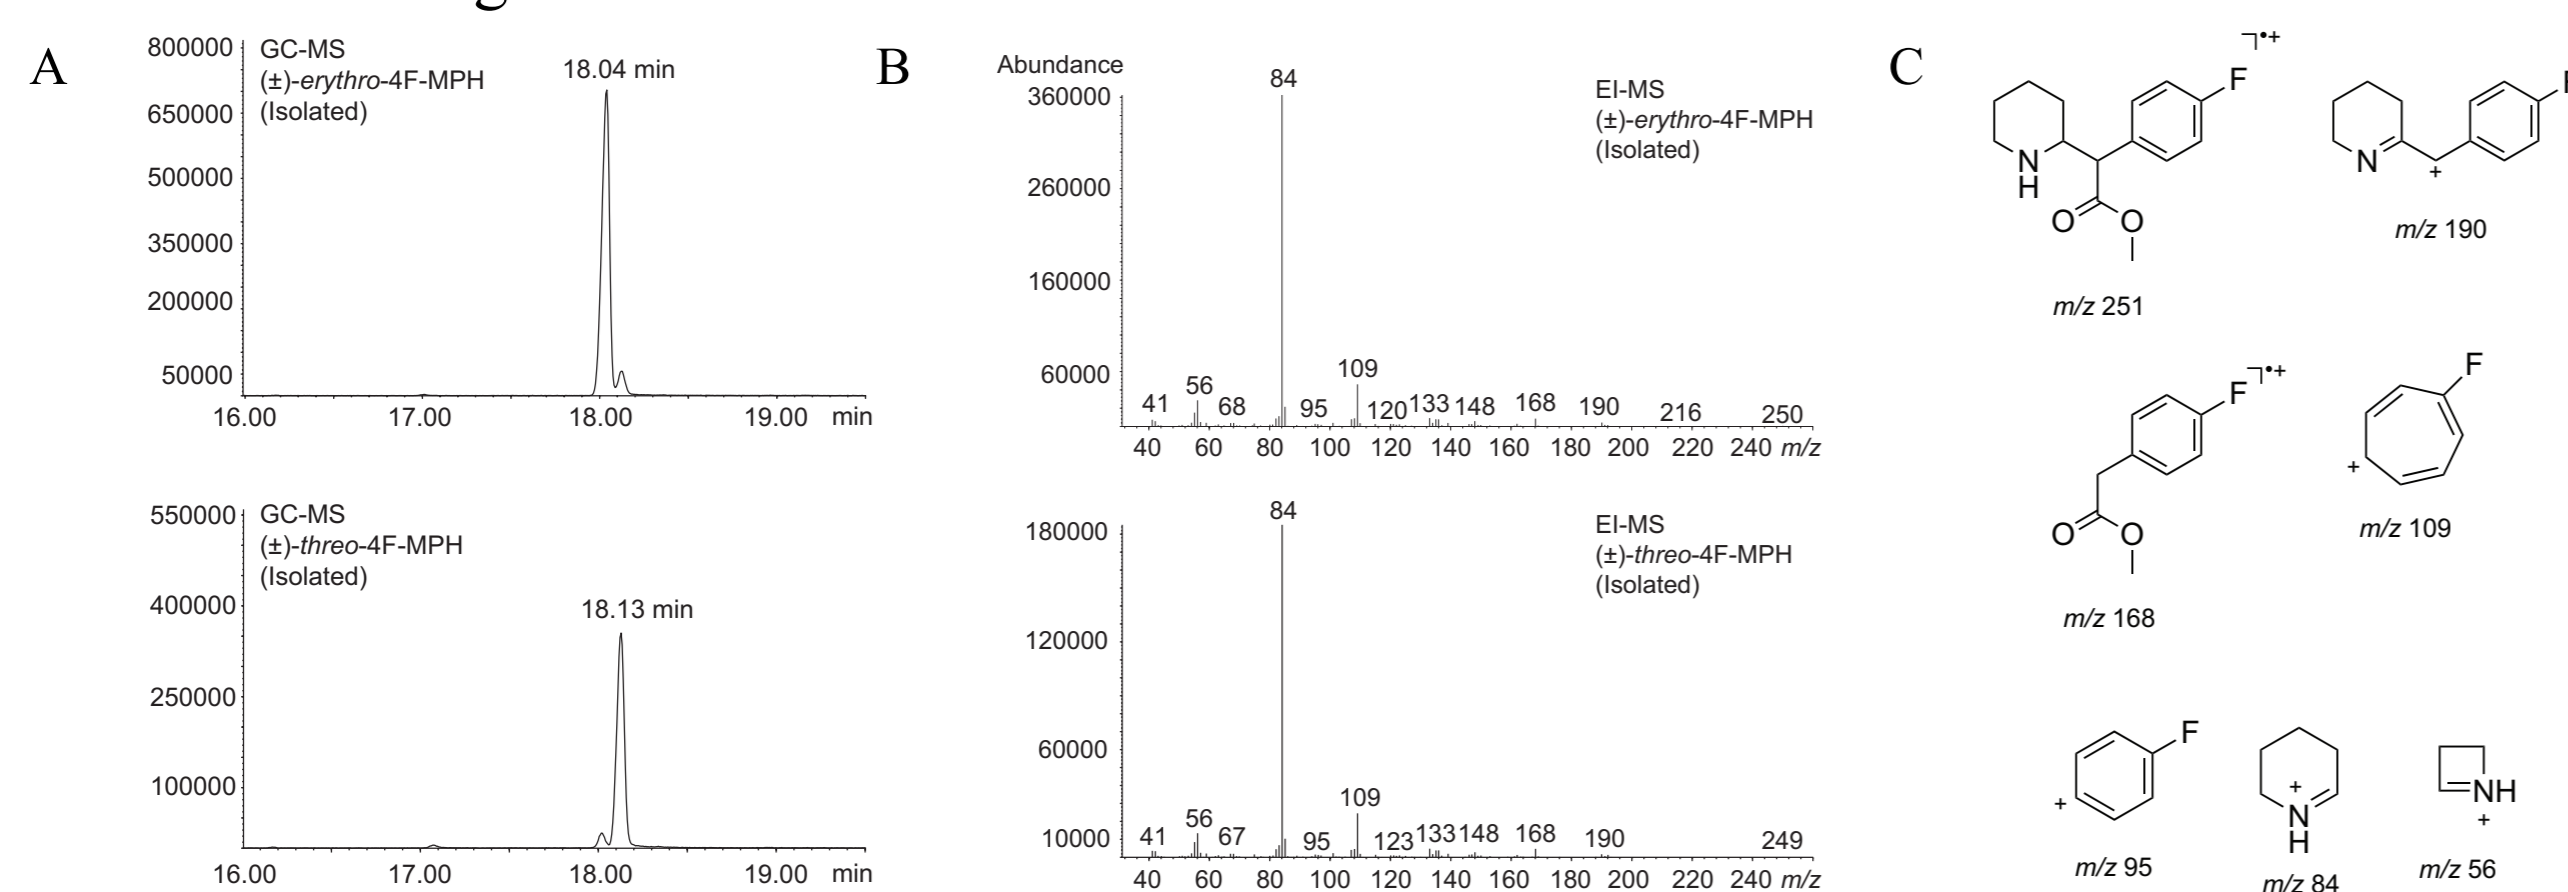 A
800000
650000
500000
350000
200000
50000
GC-MS
(±)-erythro-4F-MPH
(Isolated)
18.04 min
16.00 17.00 18.00 19.00 min
550000
400000
250000
100000
GC-MS
(±)-threo-4F-MPH
(Isolated)
18.13 min
16.00 17.00 18.00 19.00 min
B
Abundance
360000
260000
160000
60000
EI-MS
(±)-erythro-4F-MPH
(Isolated)
84
41 56 68 95 109 120 133 148 168 190 216 250
40 60 80 100 120 140 160 180 200 220 240 m/z
180000
120000
60000
10000
EI-MS
(±)-threo-4F-MPH
(Isolated)
84
41 56 67 95 109 123 133 148 168 190 249
40 60 80 100 120 140 160 180 200 220 240 m/z
C
•+
F
N
H
O O
m/z 251
N
+
m/z 190
•+
F
O O
m/z 168
F
+
m/z 109
F
+
m/z 95
+
N
H
m/z 84
NH
+
m/z 56